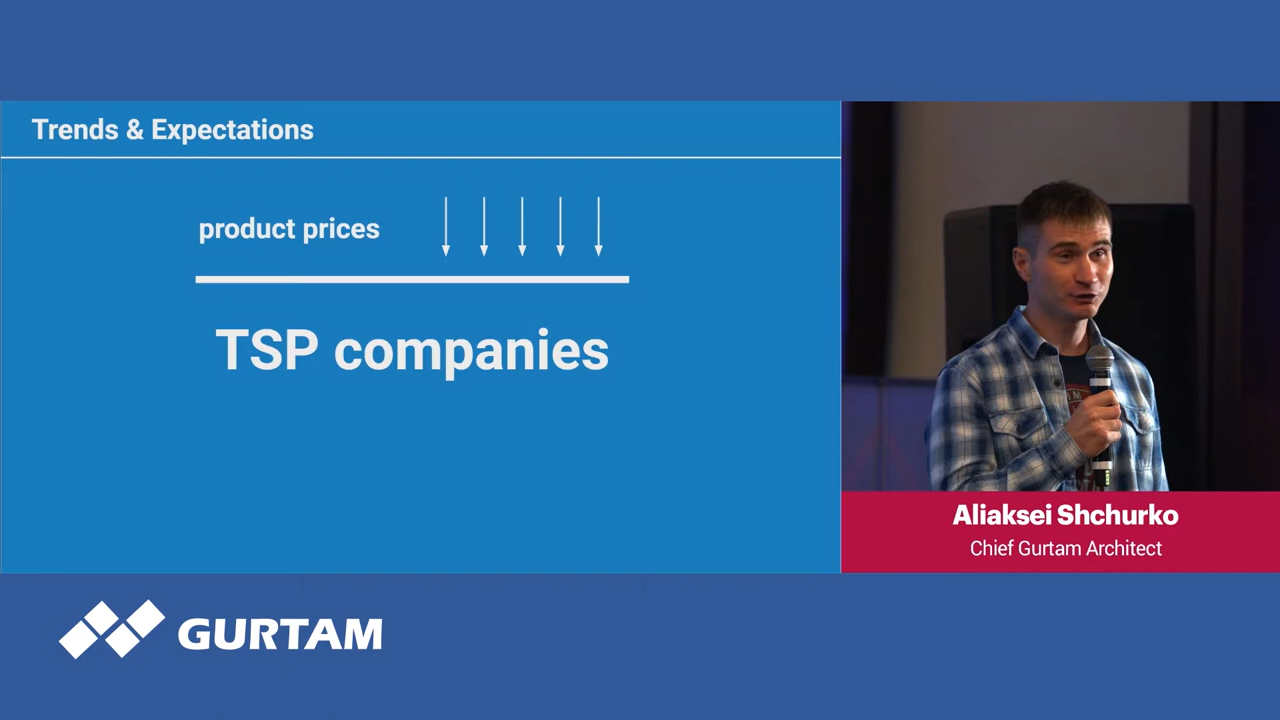 Trends & Expectations
product prices
TSP companies
Aliaksei Shchurko
Chief Gurtam Architect
GURTAM